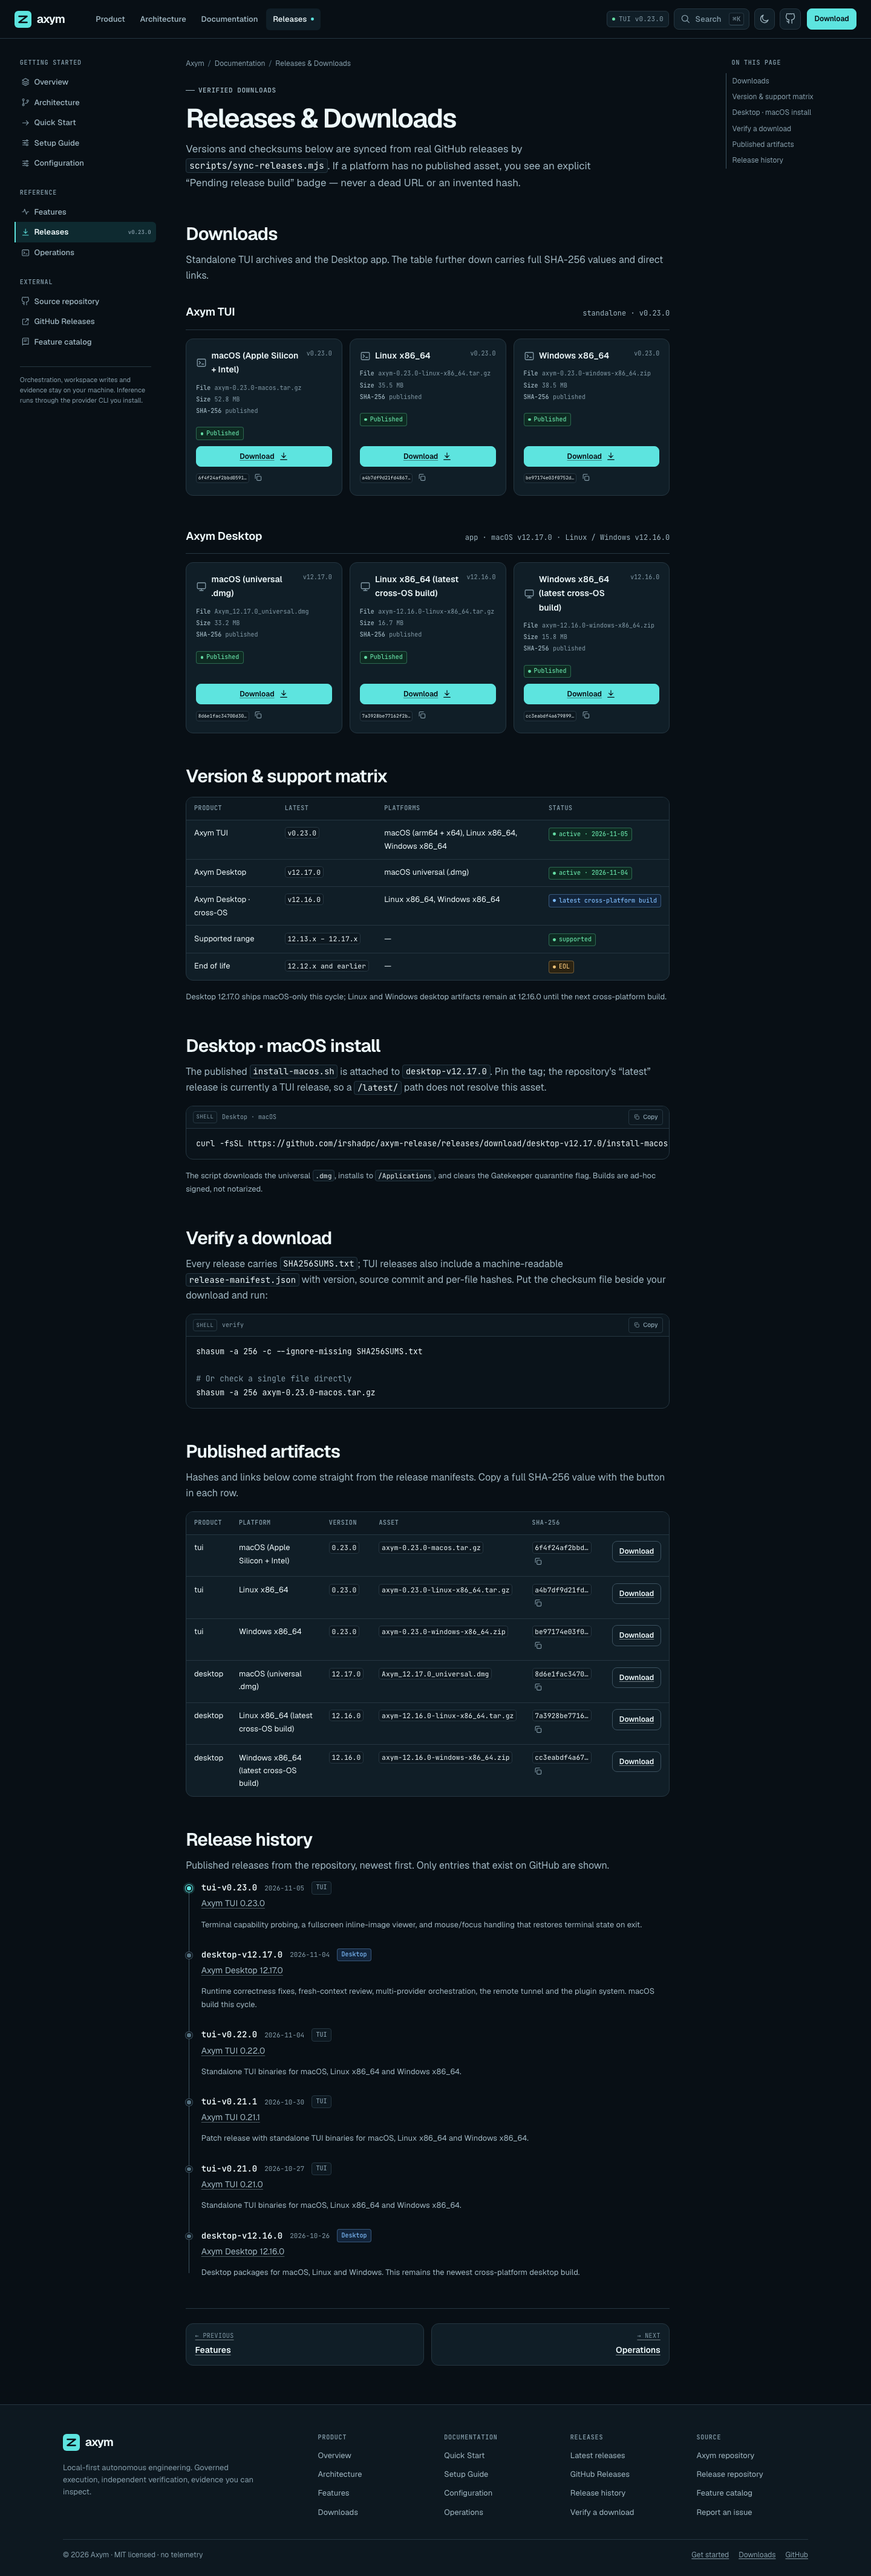 axym
Product
Architecture
Documentation
Releases
TUI v0.23.0
Search
⌘K
Download
GETTING STARTED
Overview
Architecture
Quick Start
Setup Guide
Configuration
REFERENCE
Features
Releases v0.23.0
Operations
EXTERNAL
Source repository
GitHub Releases
Feature catalog
Orchestration, workspace writes and
evidence stay on your machine. Inference
runs through the provider CLI you install.
Axym / Documentation / Releases & Downloads
VERIFIED DOWNLOADS
Releases & Downloads
Versions and checksums below are synced from real GitHub releases by
scripts/sync-releases.mjs. If a platform has no published asset, you see an explicit
“Pending release build” badge — never a dead URL or an invented hash.
ON THIS PAGE
Downloads
Version & support matrix
Desktop · macOS install
Verify a download
Published artifacts
Release history
Downloads
Standalone TUI archives and the Desktop app. The table further down carries full SHA-256 values and direct
links.
Axym TUI
standalone · v0.23.0
macOS (Apple Silicon
+ Intel)
v0.23.0
File axym-0.23.0-macos.tar.gz
Size 52.8 MB
SHA-256 published
Published
Download
Linux x86_64
v0.23.0
File axym-0.23.0-linux-x86_64.tar.gz
Size 35.5 MB
SHA-256 published
Published
Download
a4b7df9d21fd4867…
Windows x86_64
v0.23.0
File axym-0.23.0-windows-x86_64.zip
Size 38.5 MB
SHA-256 published
Published
Download
be97174e03f0752d…
Axym Desktop
app · macOS v12.17.0 · Linux / Windows v12.16.0
macOS (universal
.dmg)
v12.17.0
File Axym_12.17.0_universal.dmg
Size 33.2 MB
SHA-256 published
Published
Download
Linux x86_64 (latest
cross-OS build)
v12.16.0
File axym-12.16.0-linux-x86_64.tar.gz
Size 16.7 MB
SHA-256 published
Published
Download
Windows x86_64
(latest cross-OS
build)
v12.16.0
File axym-12.16.0-windows-x86_64.zip
Size 15.8 MB
SHA-256 published
Published
Download
Version & support matrix
PRODUCT LATEST PLATFORMS STATUS
Axym TUI v0.23.0 macOS (arm64 + x64), Linux x86_64, active · 2026-11-05
Windows x86_64
Axym Desktop v12.17.0 macOS universal (.dmg) active · 2026-11-04
Axym Desktop · v12.16.0 Linux x86_64, Windows x86_64 latest cross-platform build
cross-OS
Supported range 12.13.x – 12.17.x — supported
End of life 12.12.x and earlier — EOL
Desktop 12.17.0 ships macOS-only this cycle; Linux and Windows desktop artifacts remain at 12.16.0 until the next cross-platform build.
Desktop · macOS install
The published install-macos.sh is attached to desktop-v12.17.0. Pin the tag; the repository's “latest”
release is currently a TUI release, so a /latest/ path does not resolve this asset.
SHELL Desktop · macOS
Copy
curl -fsSL https://github.com/irshadpc/axym-release/releases/download/desktop-v12.17.0/install-macos
The script downloads the universal .dmg, installs to /Applications, and clears the Gatekeeper quarantine flag. Builds are ad-hoc
signed, not notarized.
Verify a download
Every release carries SHA256SUMS.txt; TUI releases also include a machine-readable
release-manifest.json with version, source commit and per-file hashes. Put the checksum file beside your
download and run:
SHELL verify
Copy
shasum -a 256 -c --ignore-missing SHA256SUMS.txt
# Or check a single file directly
shasum -a 256 axym-0.23.0-macos.tar.gz
Published artifacts
Hashes and links below come straight from the release manifests. Copy a full SHA-256 value with the button
in each row.
PRODUCT PLATFORM VERSION ASSET SHA-256
tui macOS (Apple 0.23.0 axym-0.23.0-macos.tar.gz 6f4f24af2bbd… Download
Silicon + Intel)
tui Linux x86_64 0.23.0 axym-0.23.0-linux-x86_64.tar.gz a4b7df9d21fd… Download
tui Windows x86_64 0.23.0 axym-0.23.0-windows-x86_64.zip be97174e03f0… Download
desktop macOS (universal 12.17.0 Axym_12.17.0_universal.dmg 8d6e1fac3470… Download
.dmg)
desktop Linux x86_64 (latest 12.16.0 axym-12.16.0-linux-x86_64.tar.gz 7a3928be7716… Download
cross-OS build)
desktop Windows x86_64 12.16.0 axym-12.16.0-windows-x86_64.zip cc3eabdf4a67… Download
(latest cross-OS
build)
Release history
Published releases from the repository, newest first. Only entries that exist on GitHub are shown.
tui-v0.23.0 2026-11-05 TUI
Axym TUI 0.23.0
Terminal capability probing, a fullscreen inline-image viewer, and mouse/focus handling that restores terminal state on exit.
desktop-v12.17.0 2026-11-04 Desktop
Axym Desktop 12.17.0
Runtime correctness fixes, fresh-context review, multi-provider orchestration, the remote tunnel and the plugin system. macOS
build this cycle.
tui-v0.22.0 2026-11-04 TUI
Axym TUI 0.22.0
Standalone TUI binaries for macOS, Linux x86_64 and Windows x86_64.
tui-v0.21.1 2026-10-30 TUI
Axym TUI 0.21.1
Patch release with standalone TUI binaries for macOS, Linux x86_64 and Windows x86_64.
tui-v0.21.0 2026-10-27 TUI
Axym TUI 0.21.0
Standalone TUI binaries for macOS, Linux x86_64 and Windows x86_64.
desktop-v12.16.0 2026-10-26 Desktop
Axym Desktop 12.16.0
Desktop packages for macOS, Linux and Windows. This remains the newest cross-platform desktop build.
← PREVIOUS
Features
→ NEXT
Operations
axym
Local-first autonomous engineering. Governed
execution, independent verification, evidence you can
inspect.
PRODUCT
Overview
Architecture
Features
Downloads
DOCUMENTATION
Quick Start
Setup Guide
Configuration
Operations
RELEASES
Latest releases
GitHub Releases
Release history
Verify a download
SOURCE
Axym repository
Release repository
Feature catalog
Report an issue
© 2026 Axym · MIT licensed · no telemetry
Get started
Downloads
GitHub